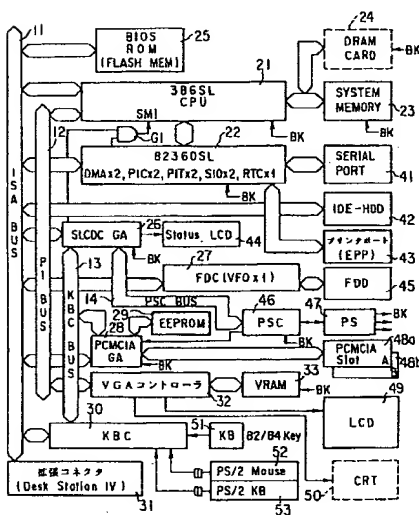 11
BIOS
ROM
(FLASH MEM)
25
24
DRAM
CARD
BK
21
386SL
CPU
SMI
G1
BK
SYSTEM
MEMORY
23
BK
12
22
82360SL
DMAx2, PICx2, PITx2, SIOx2, RTCx1
BK
SERIAL
PORT
41
ISA BUS
PI BUS
IDE-HDD
42
BK
26
SLCDC GA
Status LCD
44
プリンタポート
(EPP)
43
13
27
FDC(VFOx1)
FDD
45
14
KBC BUS
PSC BUS
29
EEPROM
28
PCMCIA
GA
BK
46
PSC
BK
47
PS
BK
BK
BK
48a
PCMCIA
Slot A
B
48b
VGAコントローラ
32
33
VRAM
BK
49
LCD
30
KBC
51
KB
82/84Key
52
PS/2 Mouse
PS/2 KB
53
拡張コネクタ
(Desk Station IV)
31
CRT
50